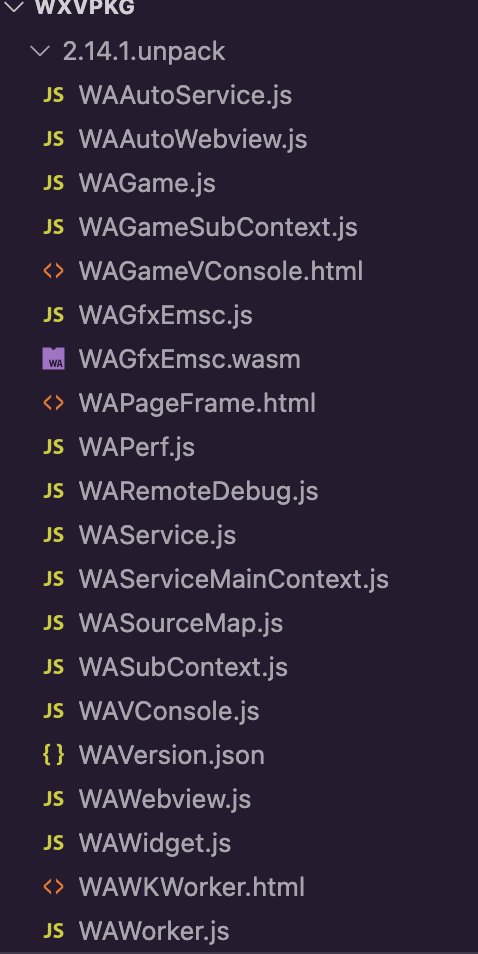 WXVPKG
2.14.1.unpack
JS WAAutoService.js
JS WAAutoWebview.js
JS WAGame.js
JS WAGameSubContext.js
<> WAGameVConsole.html
JS WAGfxEmsc.js
WA WAGfxEmsc.wasm
<> WAPageFrame.html
JS WAPerf.js
JS WARemoteDebug.js
JS WAService.js
JS WAServiceMainContext.js
JS WASourceMap.js
JS WASubContext.js
JS WAVConsole.js
{} WAVersion.json
JS WAWebview.js
JS WAWidget.js
<> WAWKWorker.html
JS WAWorker.js